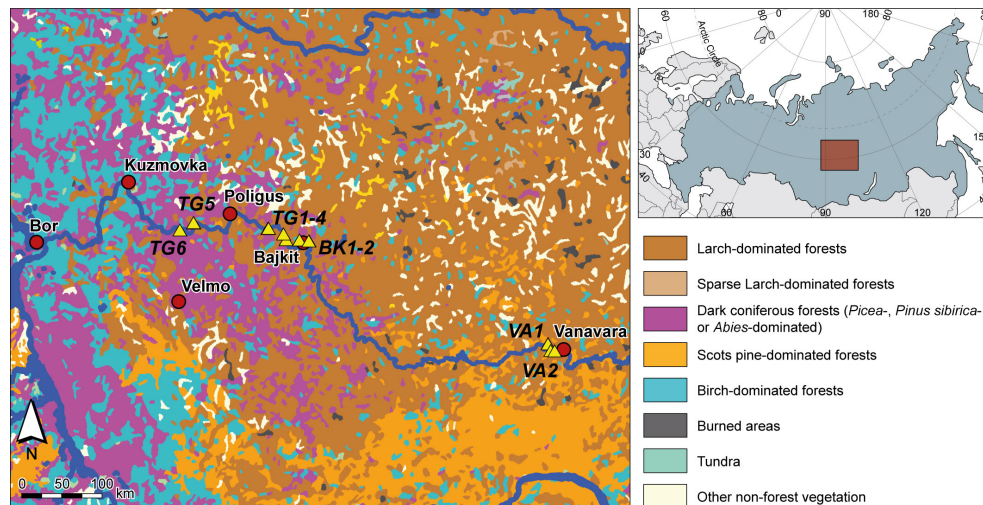 Kuzmovka
Bor
TG5
TG6
Poligus
TG1-4
Bajkit
BK1-2
Velmo
VA1
Vanavara
VA2
N
0 50 100
km
60
80
90
180
80
60
Arctic Circle
0
15
30
40
60
90
120
Larch-dominated forests
Sparse Larch-dominated forests
Dark coniferous forests (Picea-, Pinus sibirica-
or Abies-dominated)
Scots pine-dominated forests
Birch-dominated forests
Burned areas
Tundra
Other non-forest vegetation